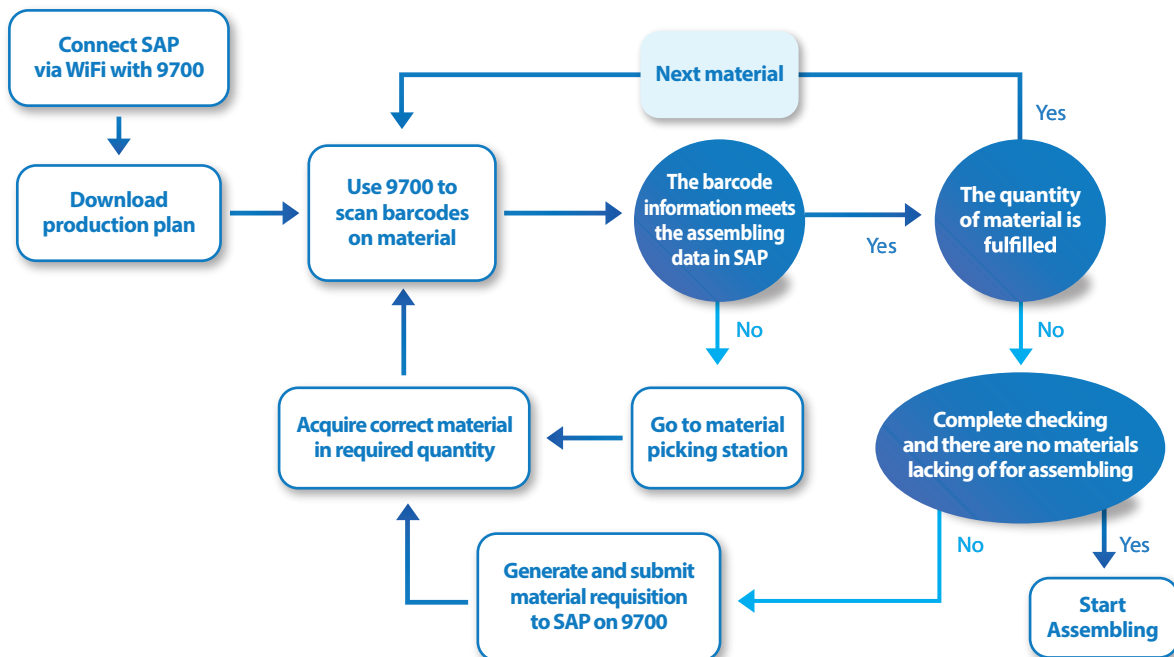 Connect SAP
via WiFi with 9700
Next material
Yes
Download
production plan
Use 9700 to
scan barcodes
on material
The barcode
information meets
the assembling
data in SAP
Yes
The quantity
of material is
fulfilled
No
No
Acquire correct material
in required quantity
Go to material
picking station
Complete checking
and there are no materials
lacking of for assembling
No
Yes
Generate and submit
material requisition
to SAP on 9700
Start
Assembling